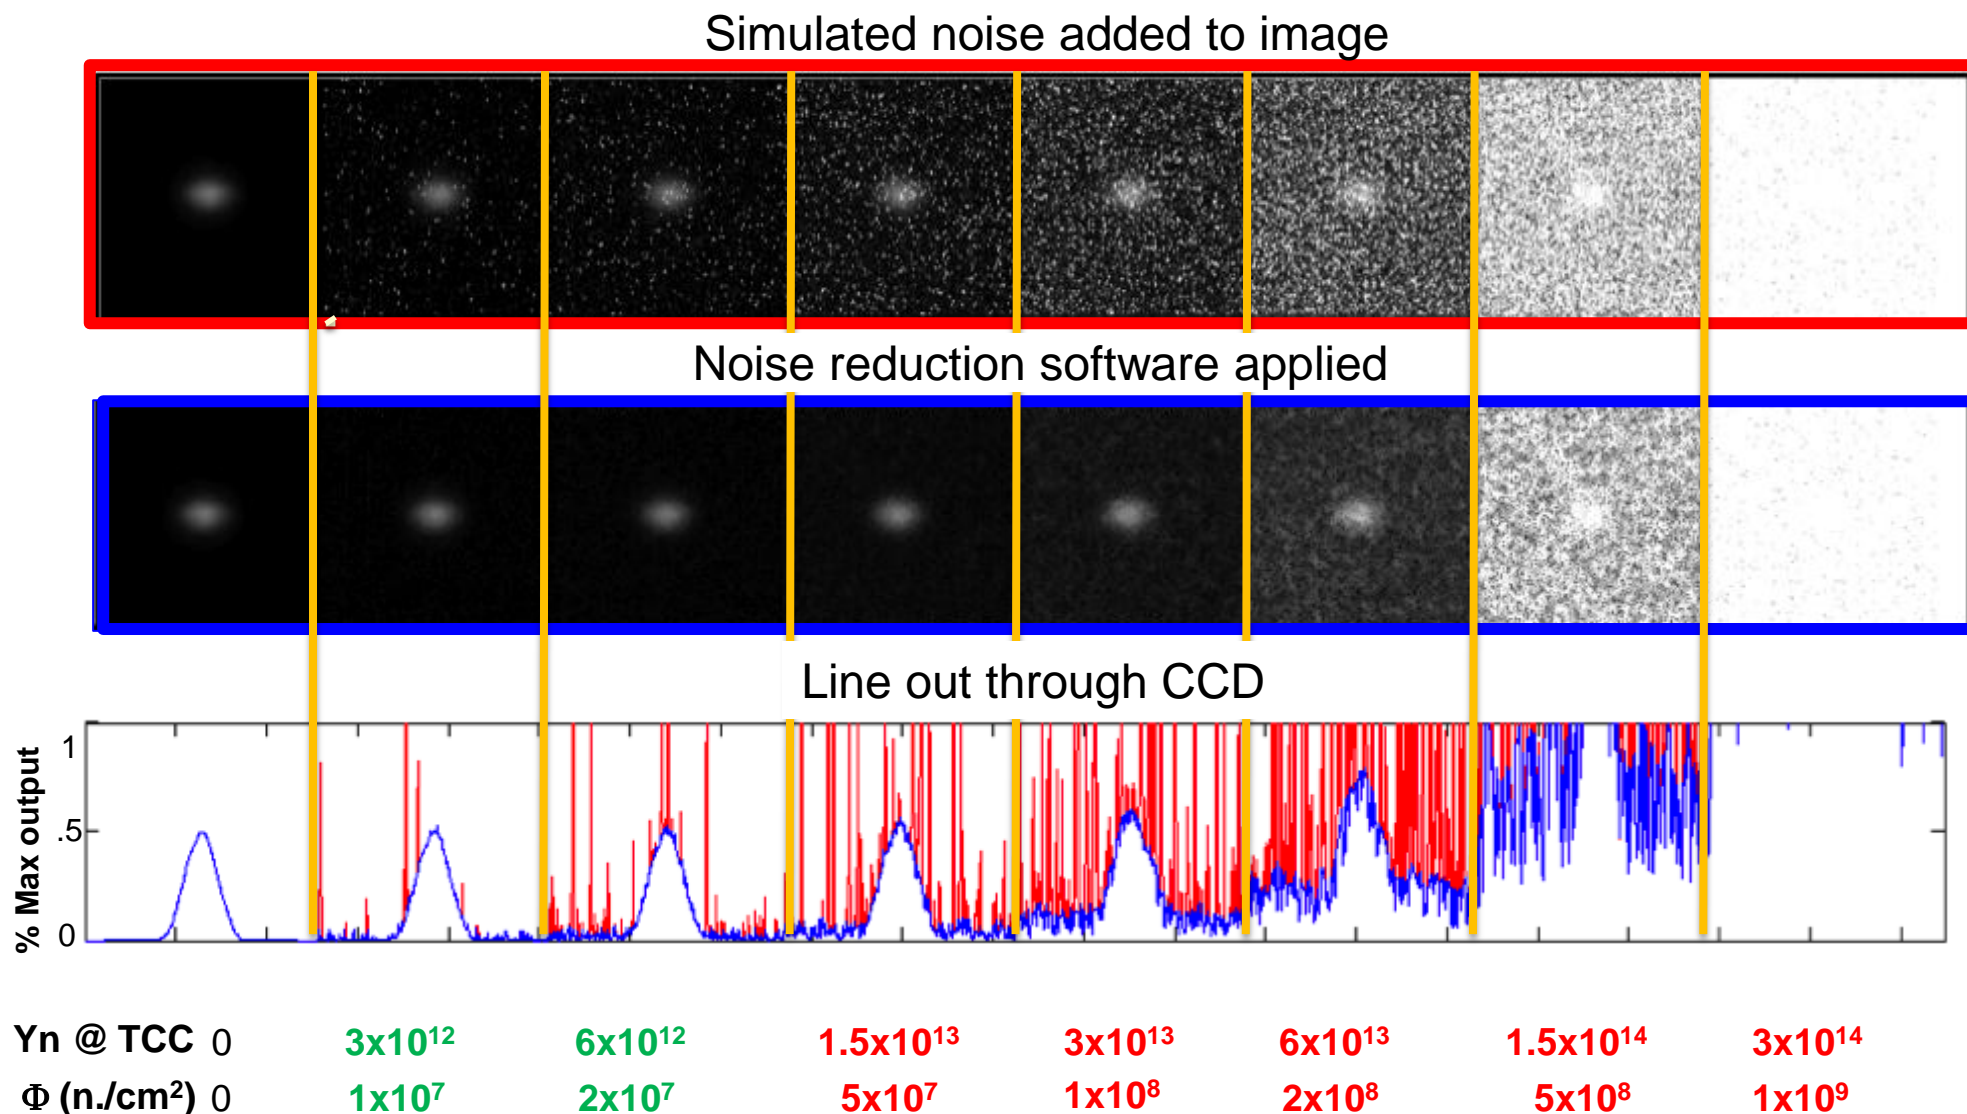 Simulated noise added to image
Noise reduction software applied
Line out through CCD
% Max output
1
.5
0
Yn @ TCC 0 3x10¹² 6x10¹² 1.5x10¹³ 3x10¹³ 6x10¹³ 1.5x10¹⁴ 3x10¹⁴
Φ (n./cm²) 0 1x10⁷ 2x10⁷ 5x10⁷ 1x10⁸ 2x10⁸ 5x10⁸ 1x10⁹